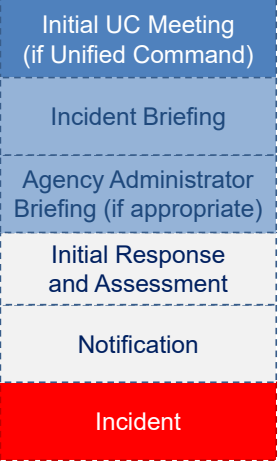 Initial UC Meeting
(if Unified Command)
Incident Briefing
Agency Administrator
Briefing (if appropriate)
Initial Response
and Assessment
Notification
Incident